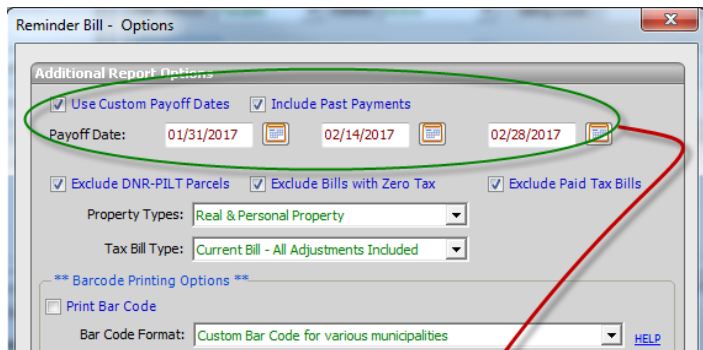 Reminder Bill - Options
Additional Report Options
Use Custom Payoff Dates Include Past Payments
Payoff Date: 01/31/2017 02/14/2017 02/28/2017
Exclude DNR-PILT Parcels Exclude Bills with Zero Tax Exclude Paid Tax Bills
Property Types: Real & Personal Property
Tax Bill Type: Current Bill - All Adjustments Included
** Barcode Printing Options **
Print Bar Code
Bar Code Format: Custom Bar Code for various municipalities HELP